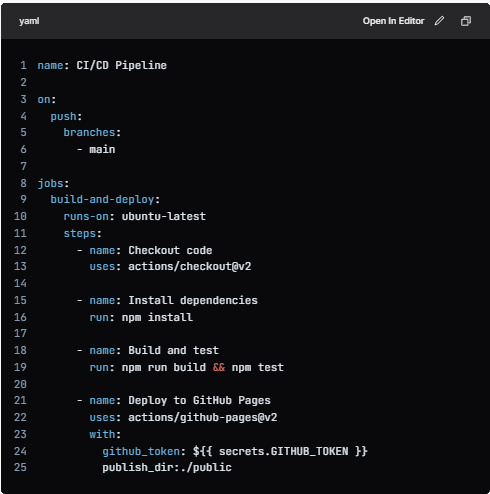 yaml
Open In Editor
1 name: CI/CD Pipeline
2
3 on:
4   push:
5     branches:
6       - main
7
8 jobs:
9   build-and-deploy:
10     runs-on: ubuntu-latest
11     steps:
12       - name: Checkout code
13         uses: actions/checkout@v2
14
15       - name: Install dependencies
16         run: npm install
17
18       - name: Build and test
19         run: npm run build && npm test
20
21       - name: Deploy to GitHub Pages
22         uses: actions/github-pages@v2
23         with:
24           github_token: ${{ secrets.GITHUB_TOKEN }}
25           publish_dir:./public